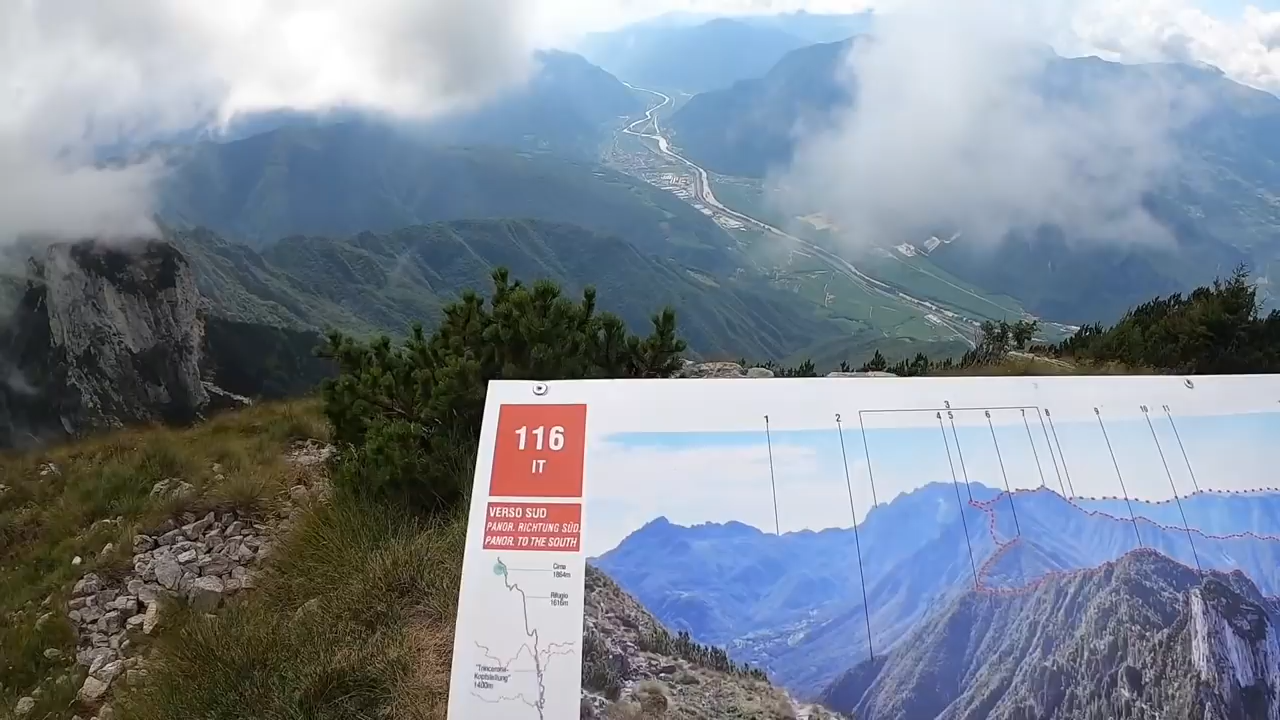 116
IT
VERSO SUD
PANOR. RICHTUNG SÜD.
PANOR. TO THE SOUTH
Cima
1864m
Rifugio
1616m
"Trincerone-
Kopfstellung"
1400m
1 2 3 4 5 6 7 8 9 10 11